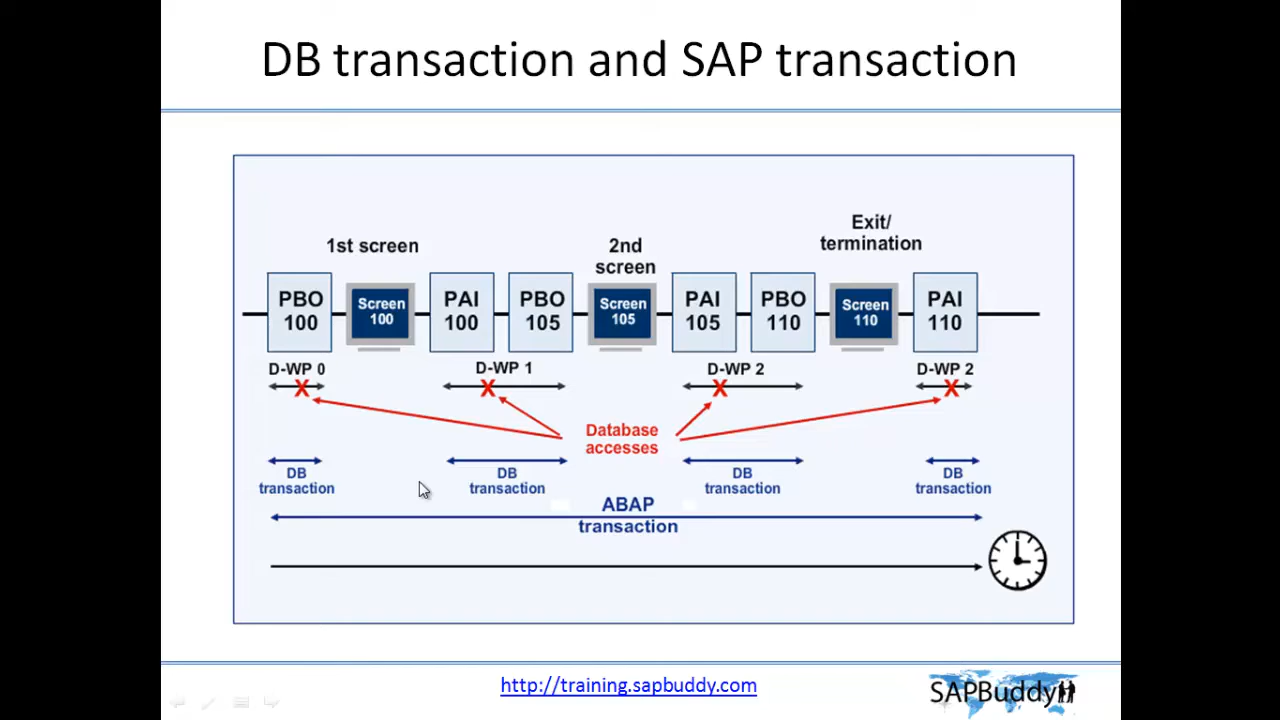 DB transaction and SAP transaction
Exit/
termination
1st screen
2nd
screen
PBO
100
Screen
100
PAI
100
PBO
105
Screen
105
PAI
105
PBO
110
Screen
110
PAI
110
D-WP 0
D-WP 1
D-WP 2
D-WP 2
X
X
X
X
Database
accesses
DB
transaction
DB
transaction
DB
transaction
DB
transaction
ABAP
transaction
http://training.sapbuddy.com
SAPBuddy